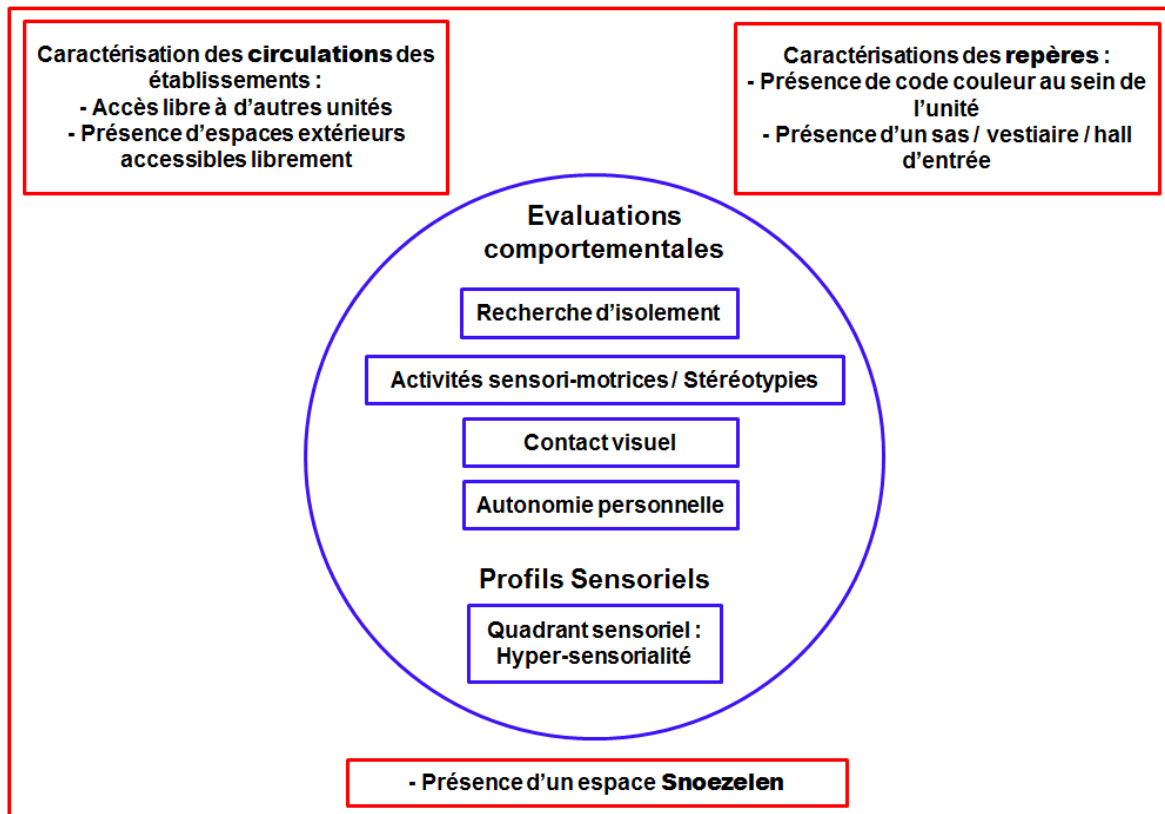 Caractérisation des circulations des
établissements :
- Accès libre à d'autres unités
- Présence d'espaces extérieurs
accessibles librement
Caractérisations des repères :
- Présence de code couleur au sein de
l'unité
- Présence d'un sas / vestiaire / hall
d'entrée
Evaluations
comportementales
Recherche d'isolement
Activités sensori-motrices / Stéréotypies
Contact visuel
Autonomie personnelle
Profils Sensoriels
Quadrant sensoriel :
Hyper-sensorialité
- Présence d'un espace Snoezelen